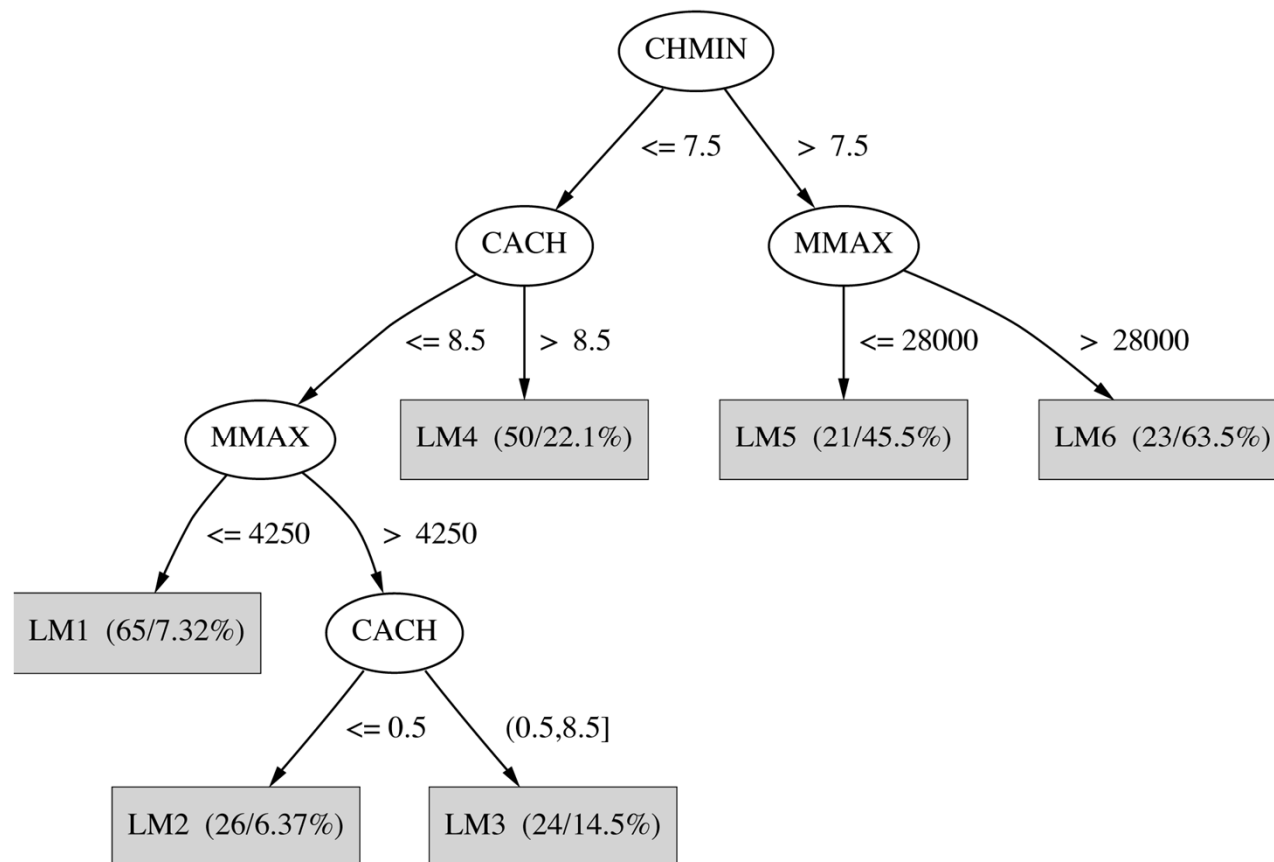 CHMIN
<= 7.5
> 7.5
CACH
MMAX
<= 8.5
> 8.5
<= 28000
> 28000
MMAX
LM4 (50/22.1%)
LM5 (21/45.5%)
LM6 (23/63.5%)
<= 4250
> 4250
LM1 (65/7.32%)
CACH
<= 0.5
(0.5,8.5]
LM2 (26/6.37%)
LM3 (24/14.5%)